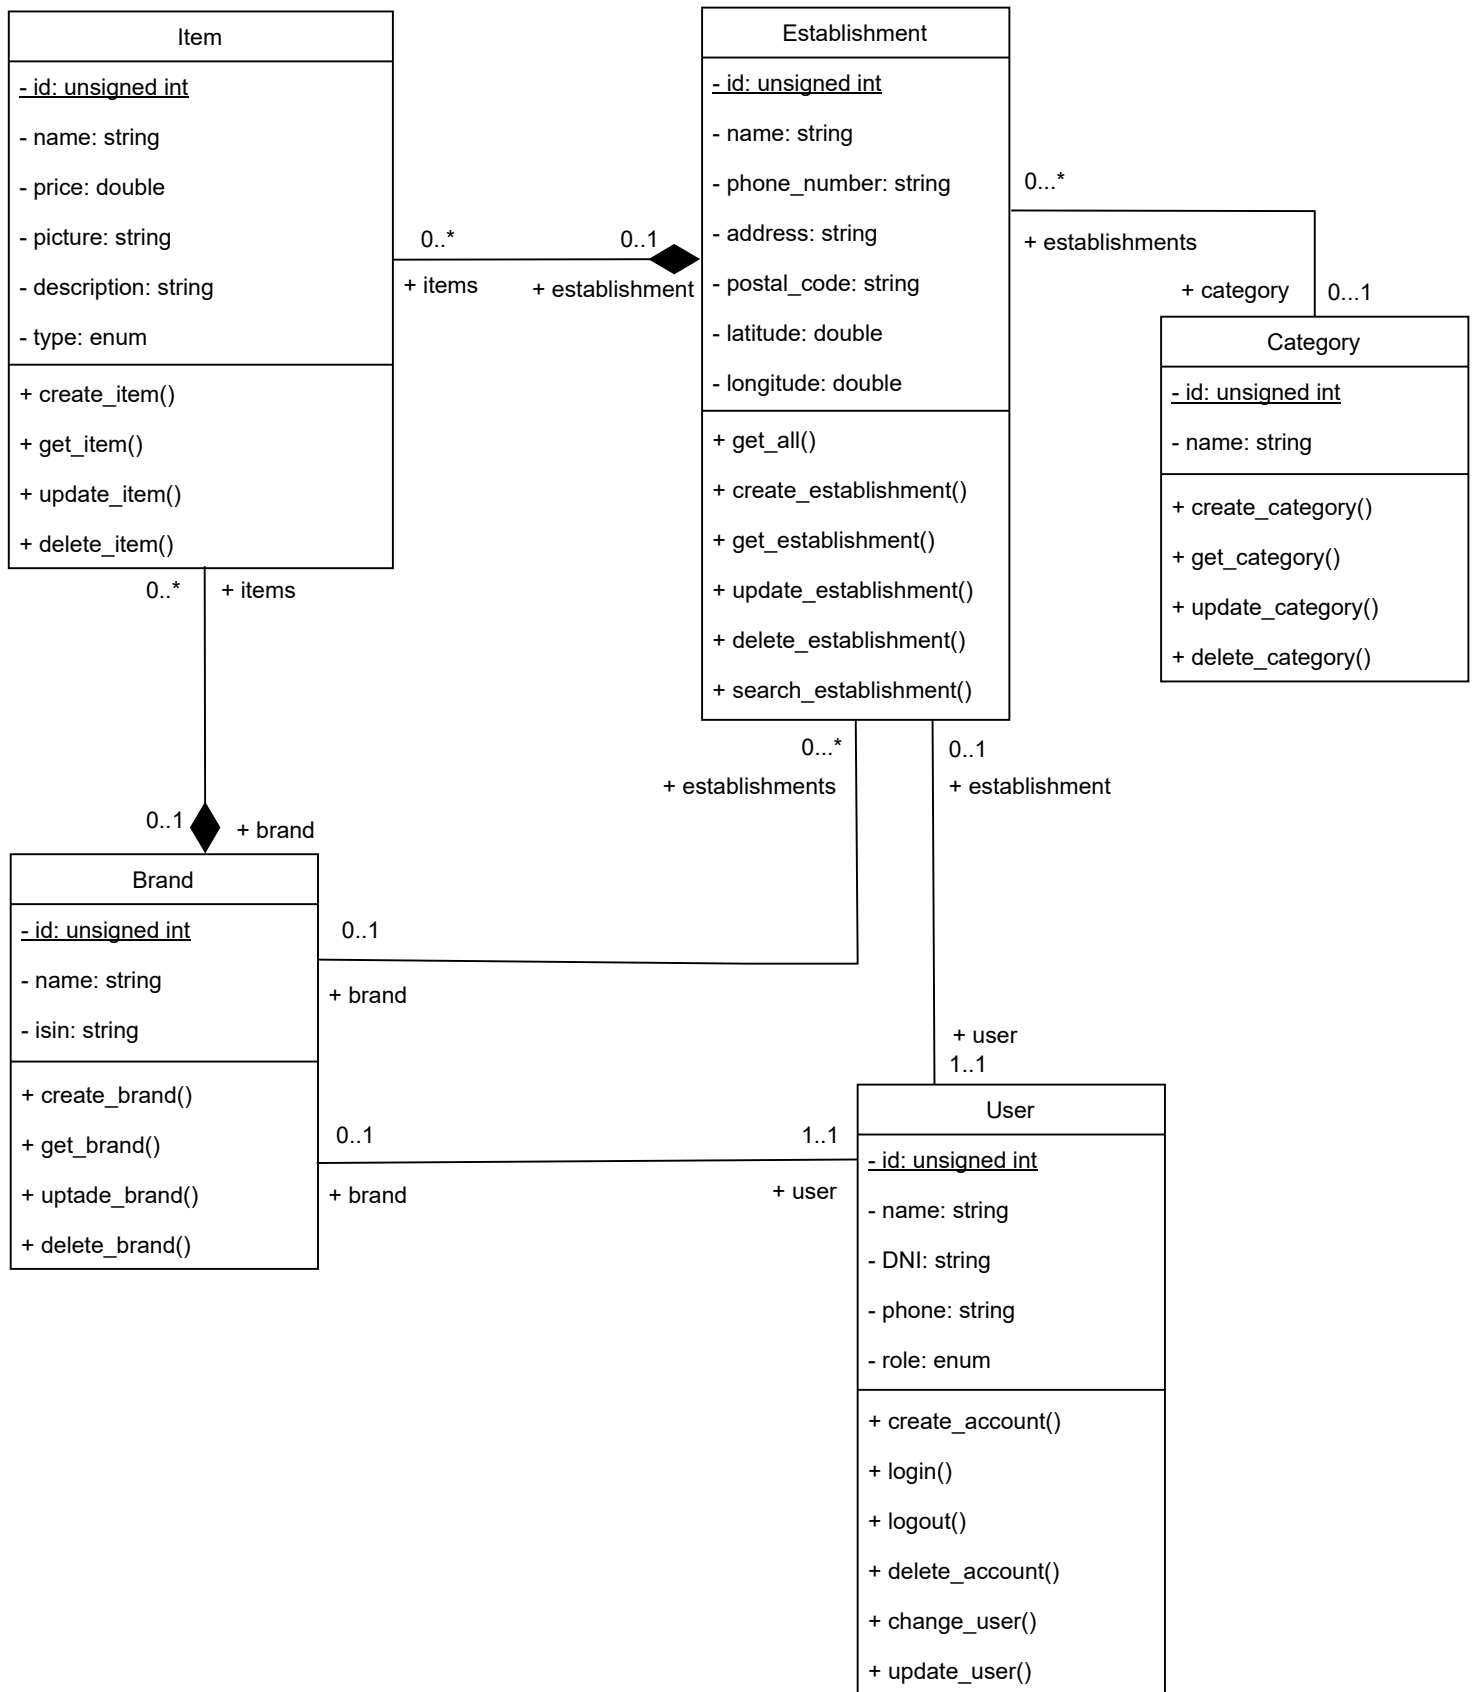 Item
- id: unsigned int
- name: string
- price: double
- picture: string
- description: string
- type: enum
+ create_item()
+ get_item()
+ update_item()
+ delete_item()
0..*
+ items
0..1
+ establishment
Establishment
- id: unsigned int
- name: string
- phone_number: string
- address: string
- postal_code: string
- latitude: double
- longitude: double
+ get_all()
+ create_establishment()
+ get_establishment()
+ update_establishment()
+ delete_establishment()
+ search_establishment()
0...*
+ establishments
+ category
0...1
Category
- id: unsigned int
- name: string
+ create_category()
+ get_category()
+ update_category()
+ delete_category()
0..*
+ items
0..1
+ brand
0...*
+ establishments
0..1
+ establishment
Brand
- id: unsigned int
- name: string
- isin: string
+ create_brand()
+ get_brand()
+ uptade_brand()
+ delete_brand()
0..1
+ brand
+ user
1..1
0..1
+ brand
1..1
+ user
User
- id: unsigned int
- name: string
- DNI: string
- phone: string
- role: enum
+ create_account()
+ login()
+ logout()
+ delete_account()
+ change_user()
+ update_user()